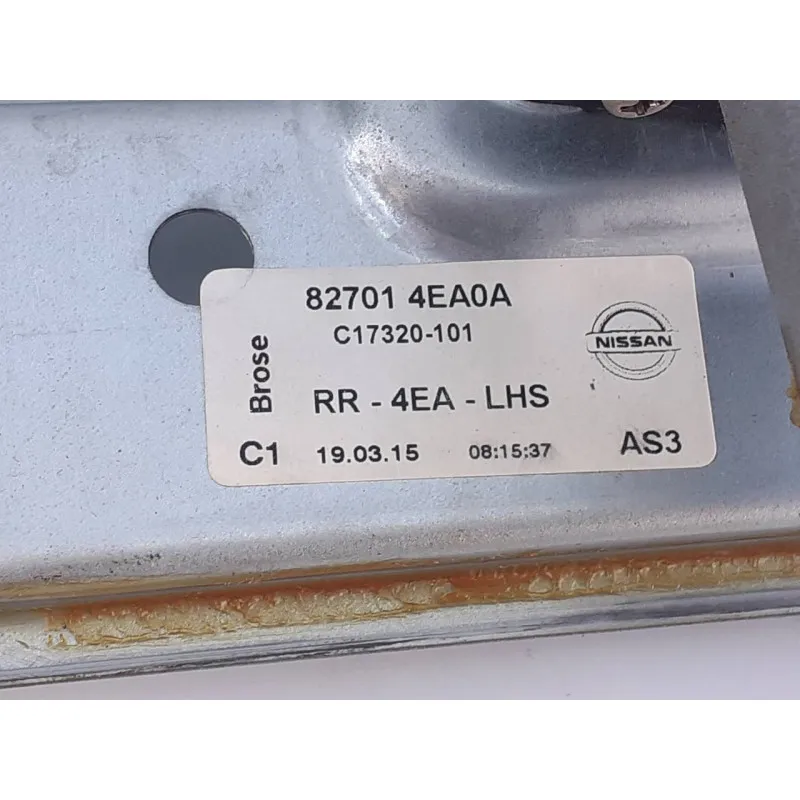 82701 4EA0A
C17320-101
NISSAN
Brose
RR - 4EA - LHS
C1 19.03.15 08:15:37 AS3